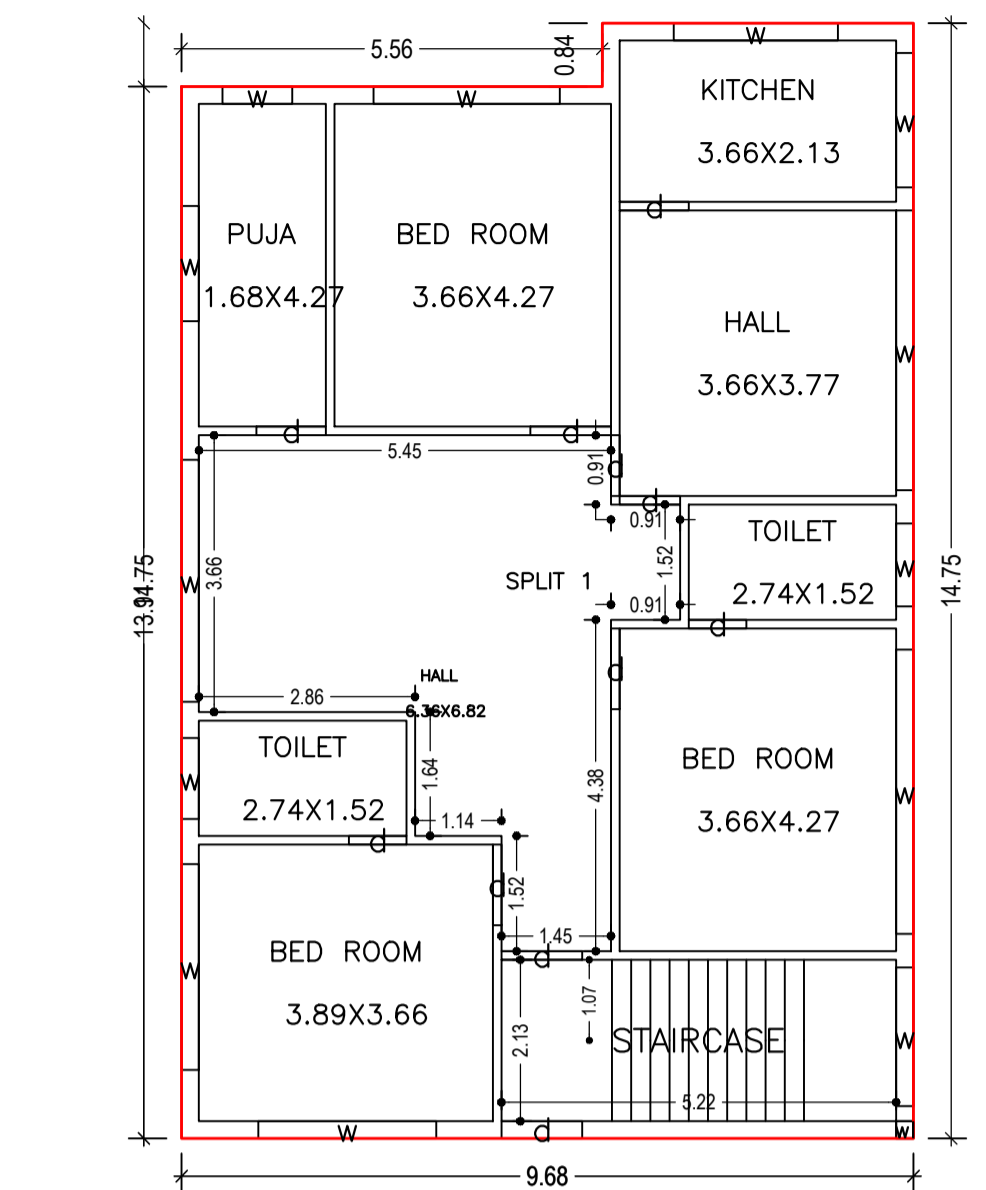 5.56
0.84
W
KITCHEN
3.66X2.13
W
W
W
d
PUJA
1.68X4.27
W
BED ROOM
3.66X4.27
HALL
3.66X3.77
W
d
d
5.45
0.91
d
d
0.91
TOILET
2.74X1.52
W
1.52
3.66
W
SPLIT 1
0.91
d
14.75
14.75
d
HALL
6.36X6.82
2.86
TOILET
2.74X1.52
W
1.64
4.38
BED ROOM
3.66X4.27
W
1.14
d
d
1.52
BED ROOM
3.89X3.66
W
1.45
d
1.07
2.13
STAIRCASE
W
5.22
W
d
W
9.68